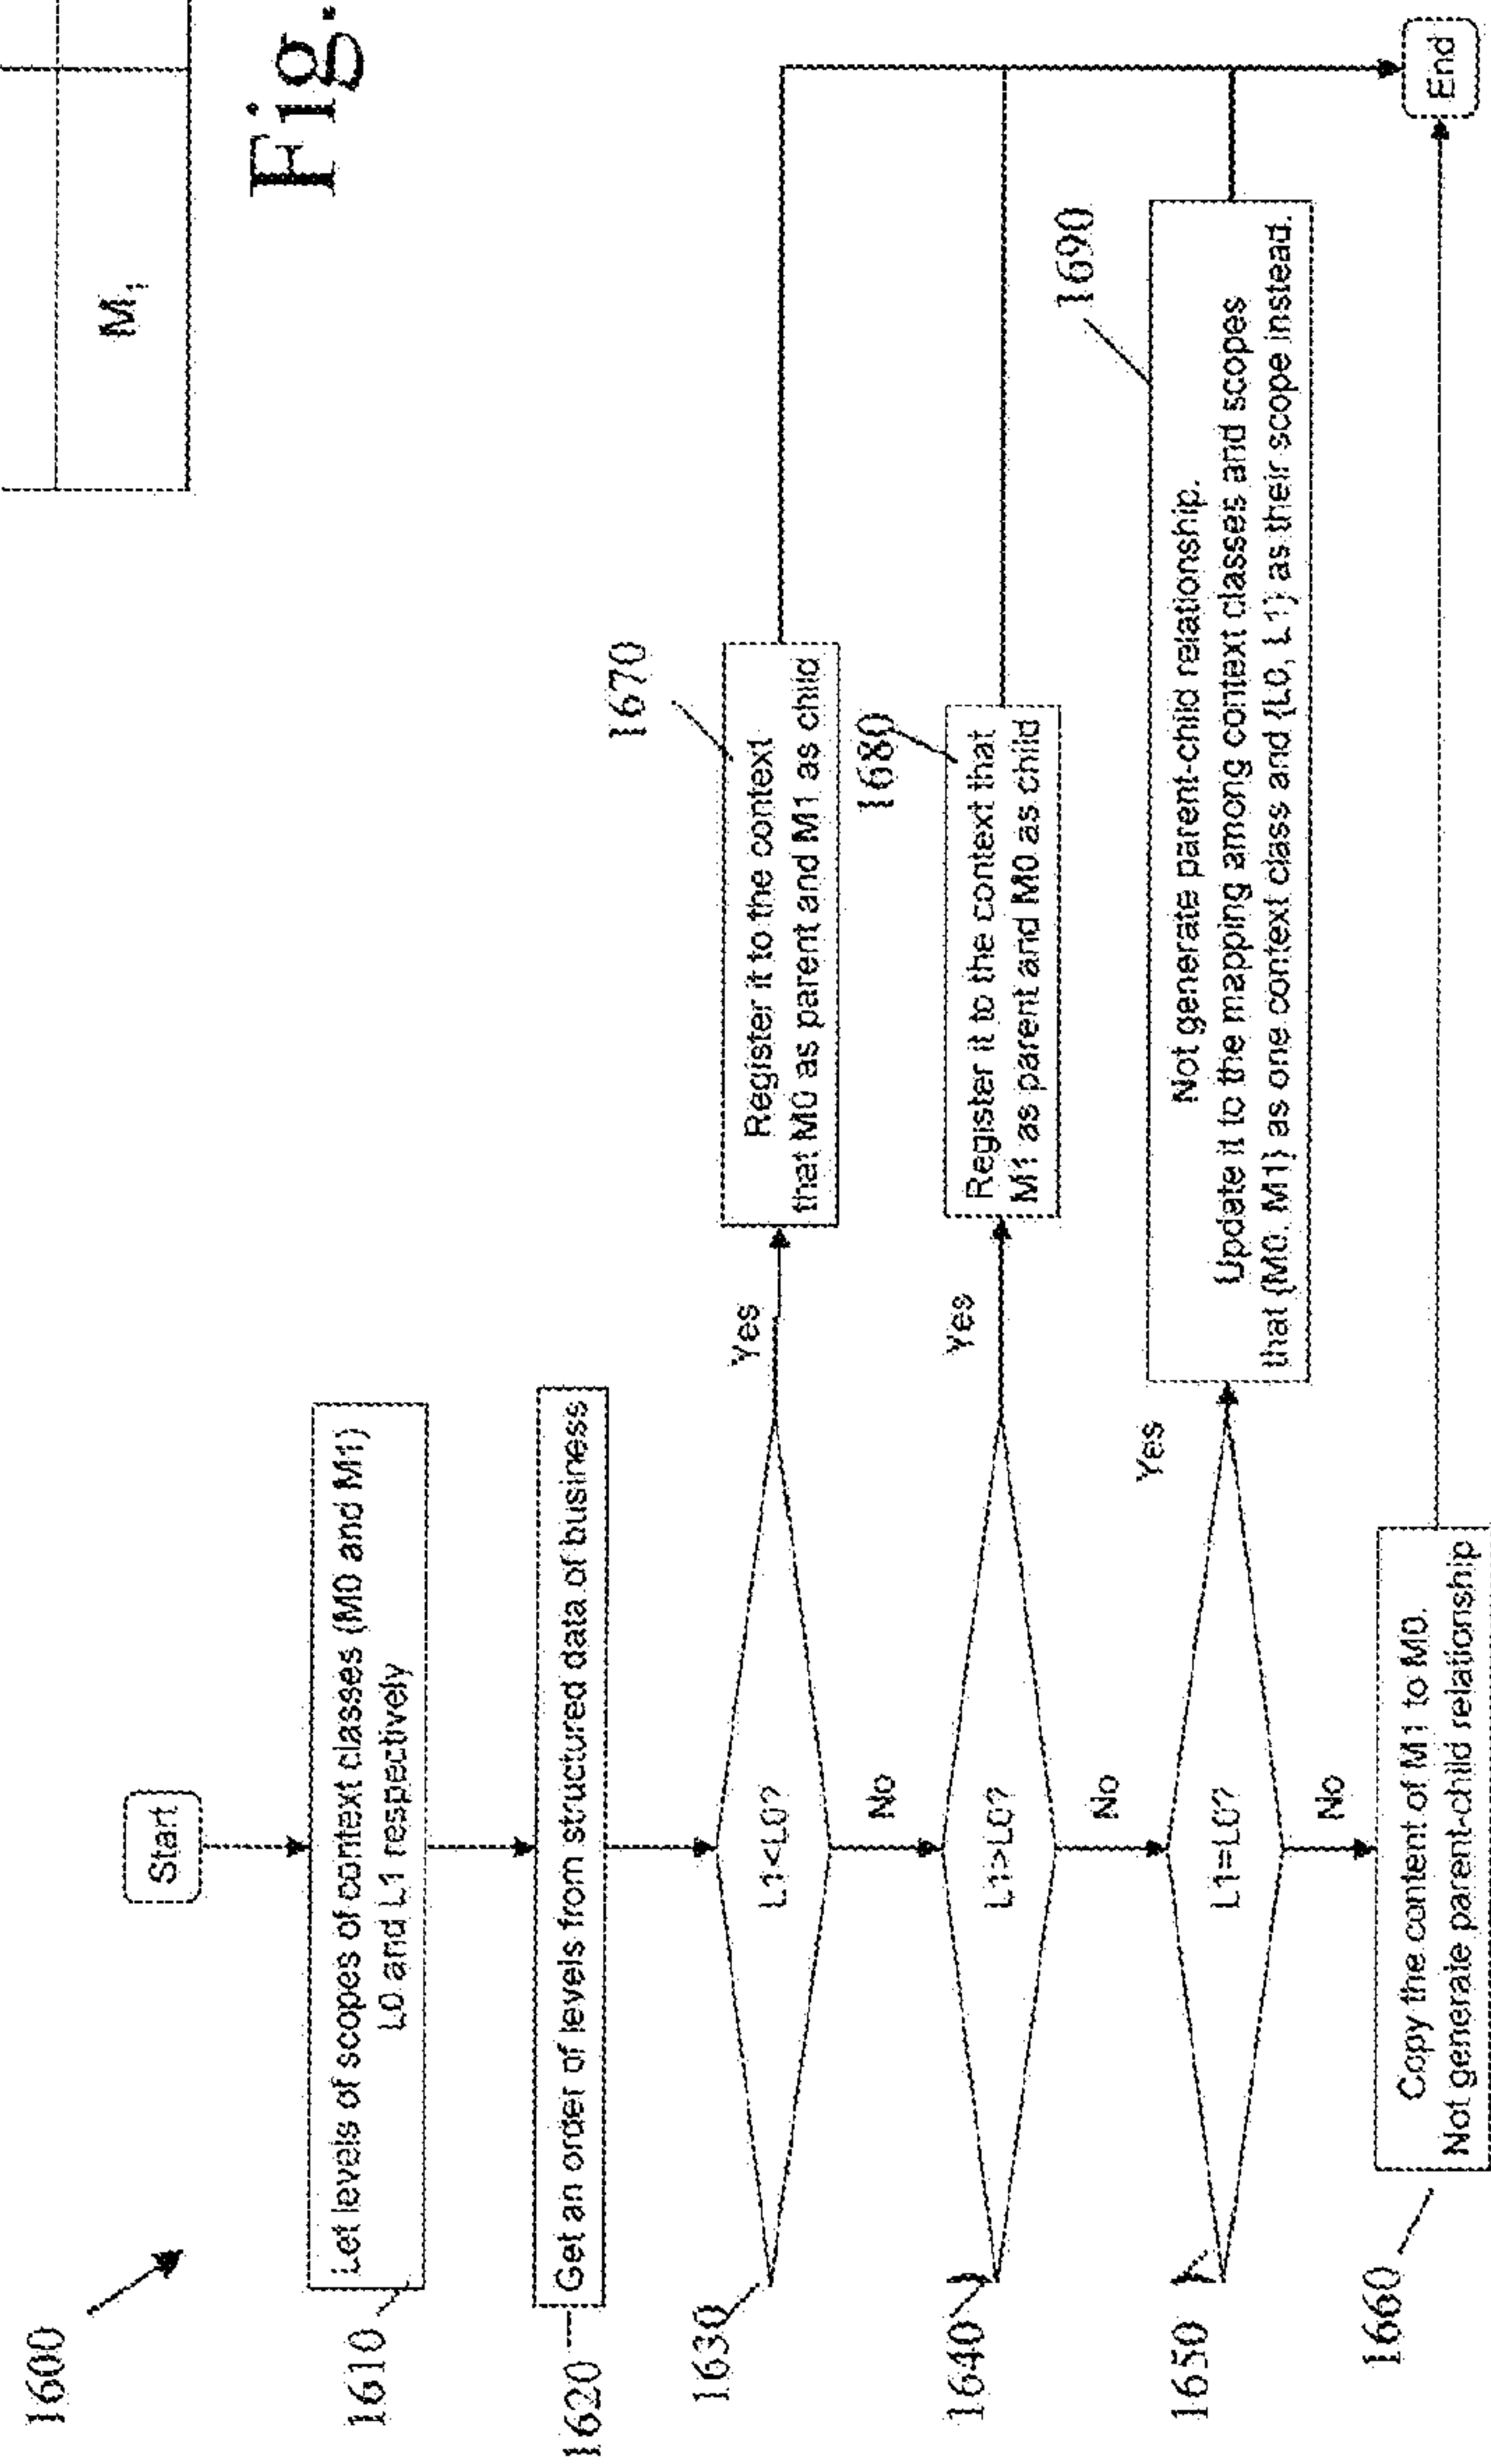 M1
Fig.
1600
Start
1610
Let levels of scopes of context classes (M0 and M1)
L0 and L1 respectively
1620
Get an order of levels from structured data of business
1630
L1<L0?
Yes
1670
Register it to the context
that M0 as parent and M1 as child
No
1640
L1>L0?
Yes
1680
Register it to the context that
M1 as parent and M0 as child
No
1650
L1=L0?
Yes
1690
Not generate parent-child relationship.
Update it to the mapping among context classes and scopes
that {M0, M1} as one context class and {L0, L1} as their scope instead.
No
1660
Copy the content of M1 to M0.
Not generate parent-child relationship
End